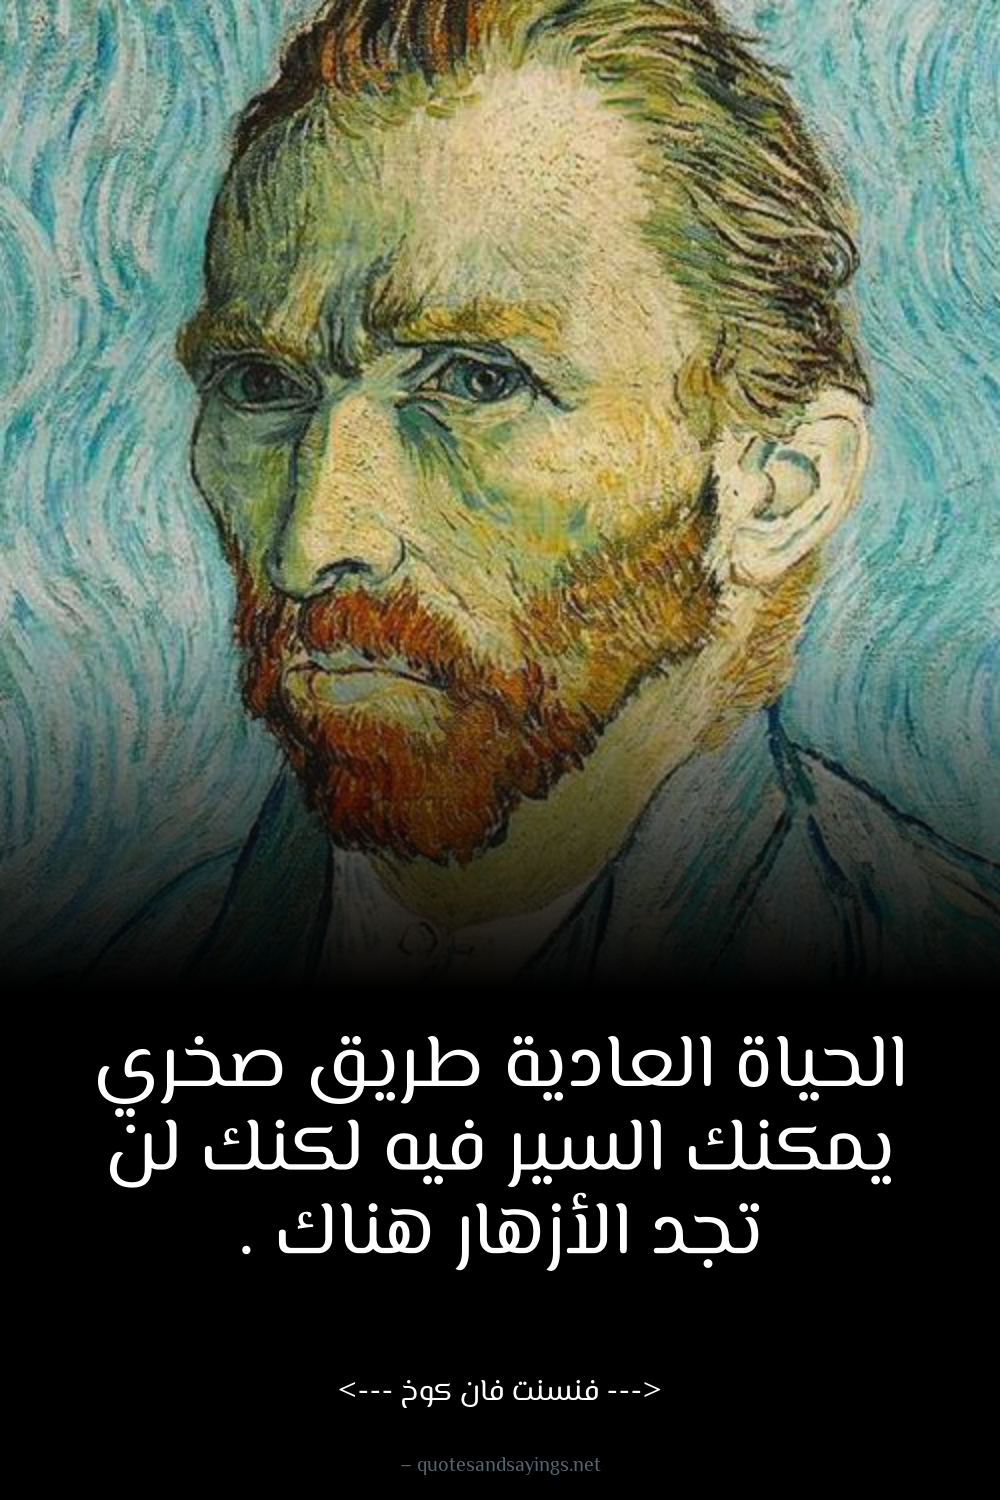 الحياة العادية طريق صخري
يمكنك السير فيه لكنك لن
تجد الأزهار هناك .
<--- فنسنت فان كوخ --->
– quotesandsayings.net